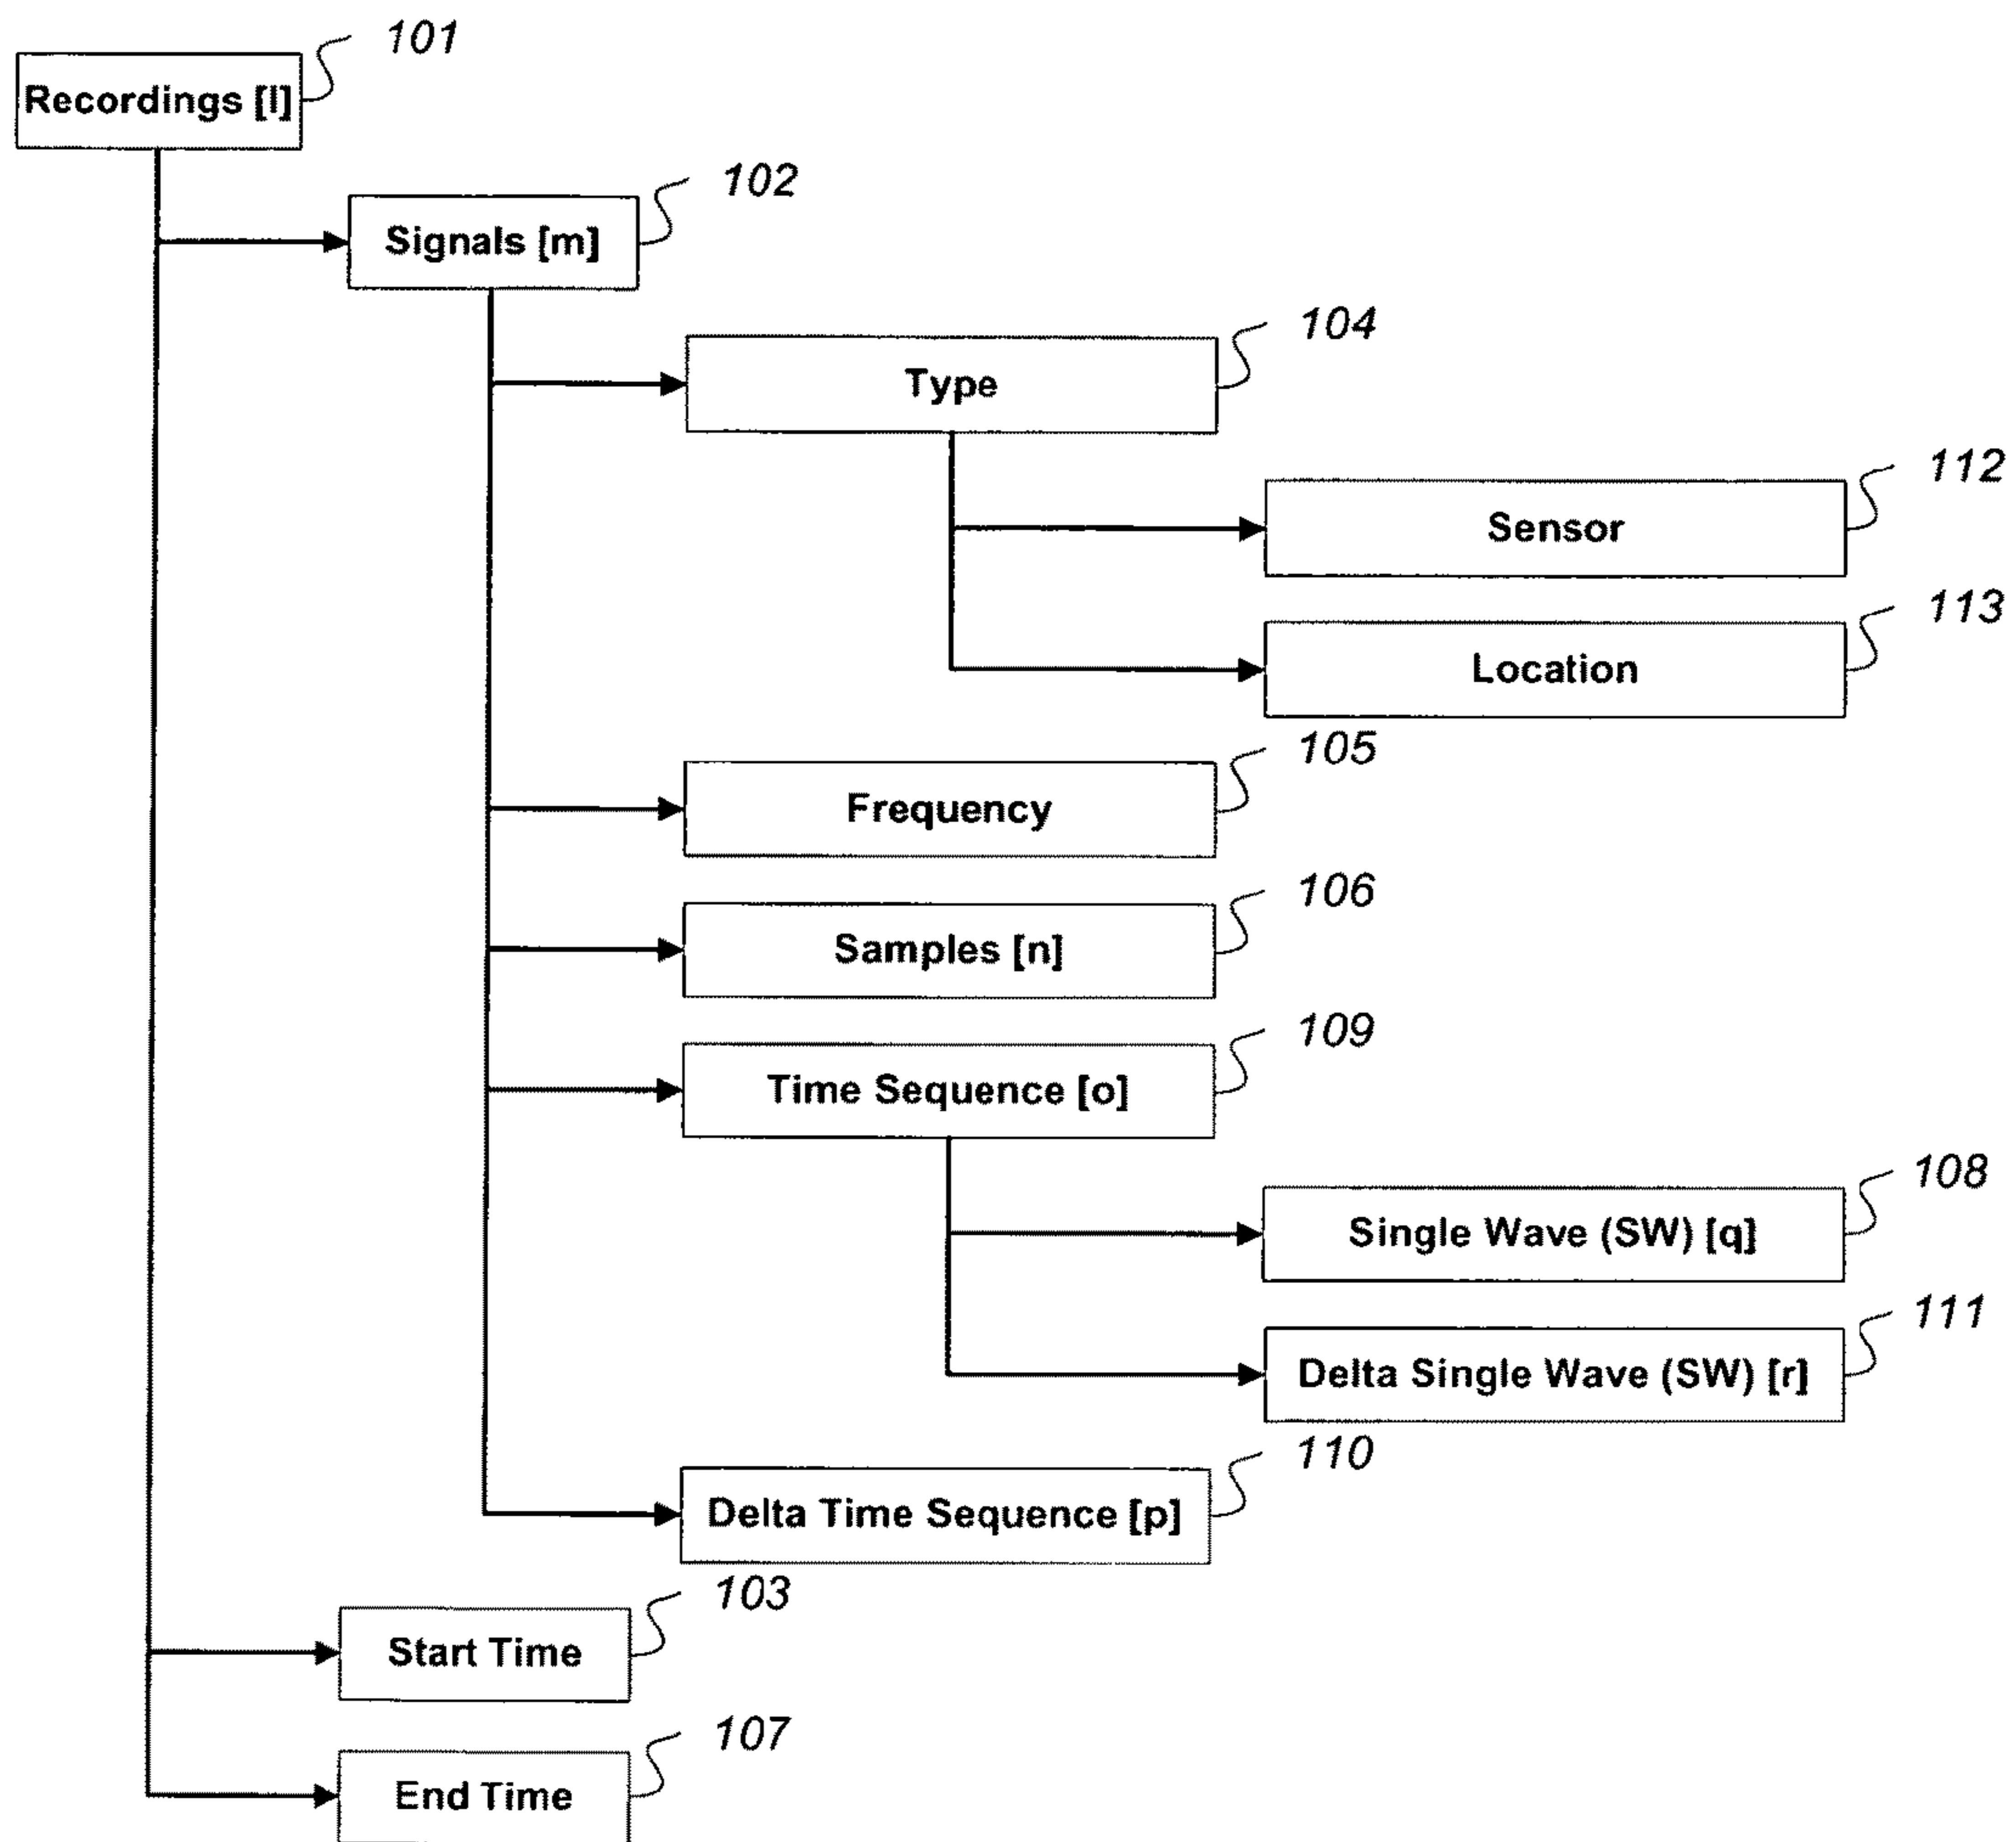 101
Recordings [l]
102
Signals [m]
104
Type
112
Sensor
113
Location
105
Frequency
106
Samples [n]
109
Time Sequence [o]
108
Single Wave (SW) [q]
111
Delta Single Wave (SW) [r]
110
Delta Time Sequence [p]
103
Start Time
107
End Time